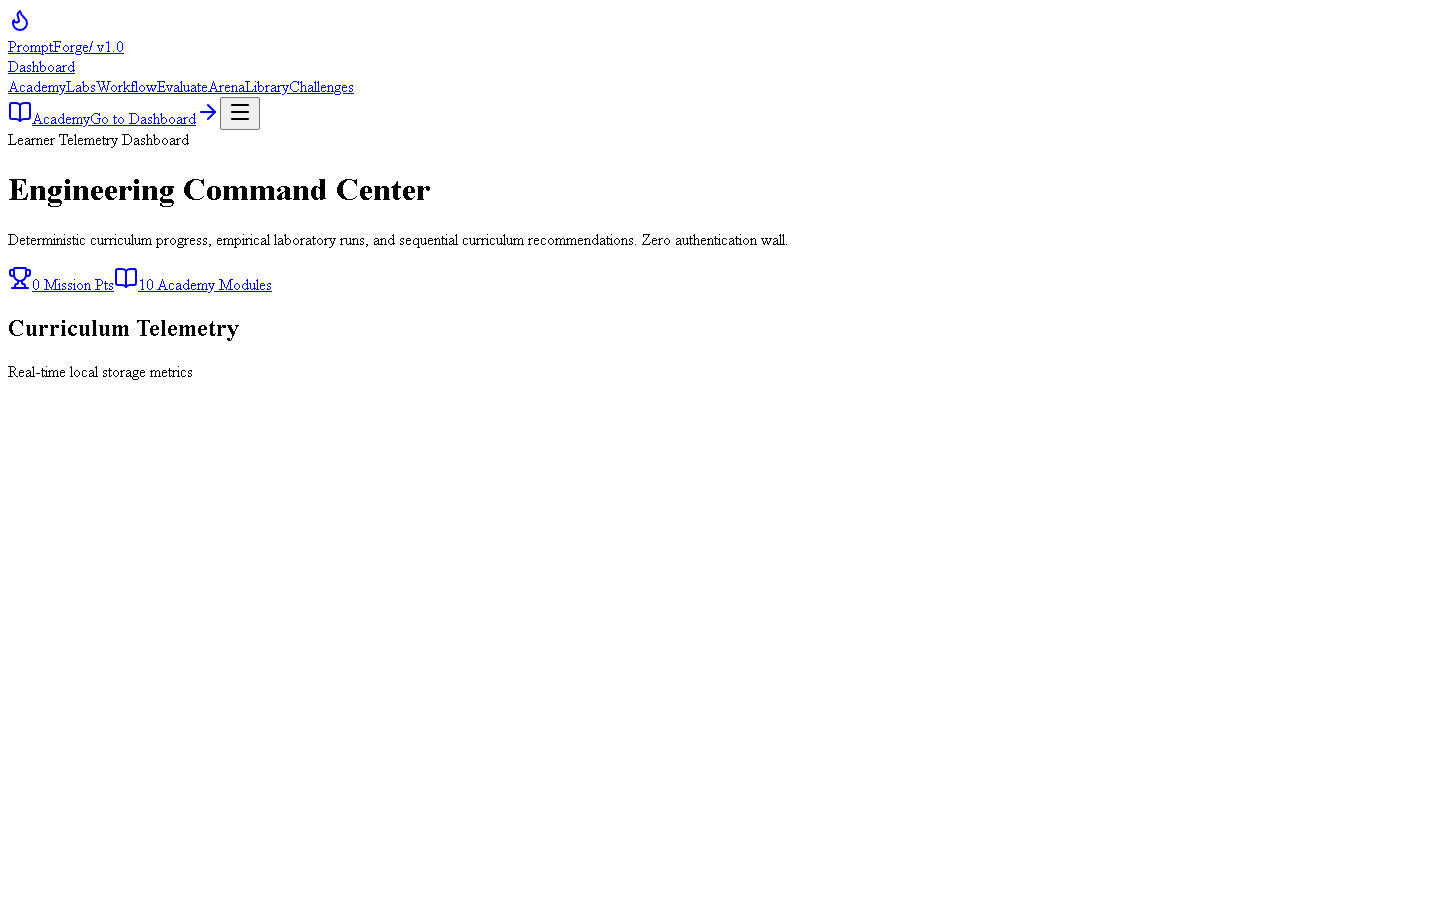 PromptForge/ v1.0
Dashboard
AcademyLabsWorkflowEvaluateArenaLibraryChallenges
AcademyGo to Dashboard
Learner Telemetry Dashboard
Engineering Command Center
Deterministic curriculum progress, empirical laboratory runs, and sequential curriculum recommendations. Zero authentication wall.
0 Mission Pts10 Academy Modules
Curriculum Telemetry
Real-time local storage metrics